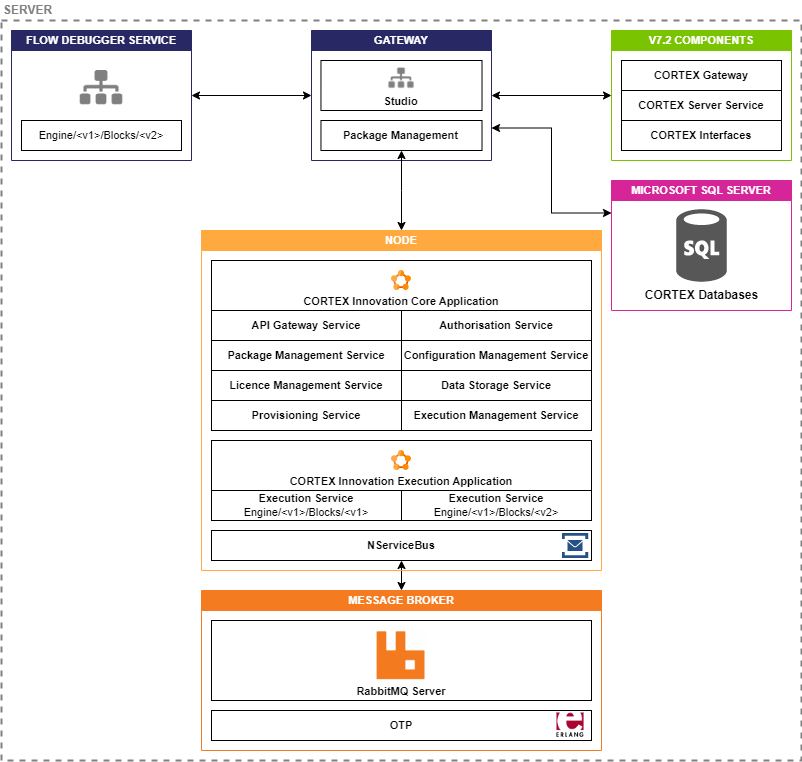 SERVER
FLOW DEBUGGER SERVICE
Engine/<v1>/Blocks/<v2>
GATEWAY
Studio
Package Management
V7.2 COMPONENTS
CORTEX Gateway
CORTEX Server Service
CORTEX Interfaces
MICROSOFT SQL SERVER
SQL
CORTEX Databases
NODE
CORTEX Innovation Core Application
API Gateway Service
Authorisation Service
Package Management Service
Configuration Management Service
Licence Management Service
Data Storage Service
Provisioning Service
Execution Management Service
CORTEX Innovation Execution Application
Execution Service
Engine/<v1>/Blocks/<v1>
Execution Service
Engine/<v1>/Blocks/<v2>
NServiceBus
MESSAGE BROKER
RabbitMQ Server
OTP
e
ERLANG